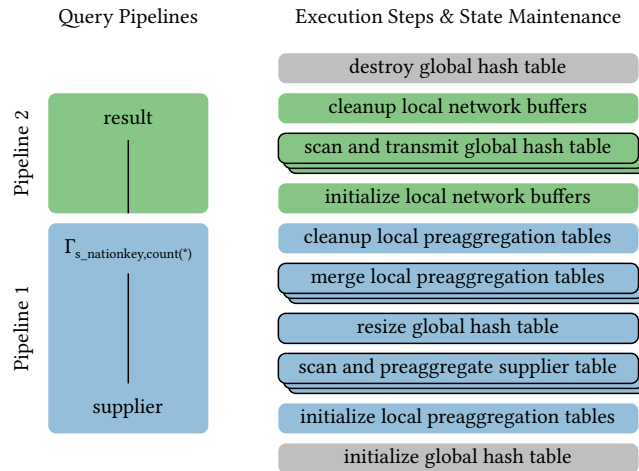 Query Pipelines
Execution Steps & State Maintenance
destroy global hash table
Pipeline 2
result
cleanup local network buffers
scan and transmit global hash table
initialize local network buffers
Pipeline 1
Γs_nationkey,count(*)
supplier
cleanup local preaggregation tables
merge local preaggregation tables
resize global hash table
scan and preaggregate supplier table
initialize local preaggregation tables
initialize global hash table